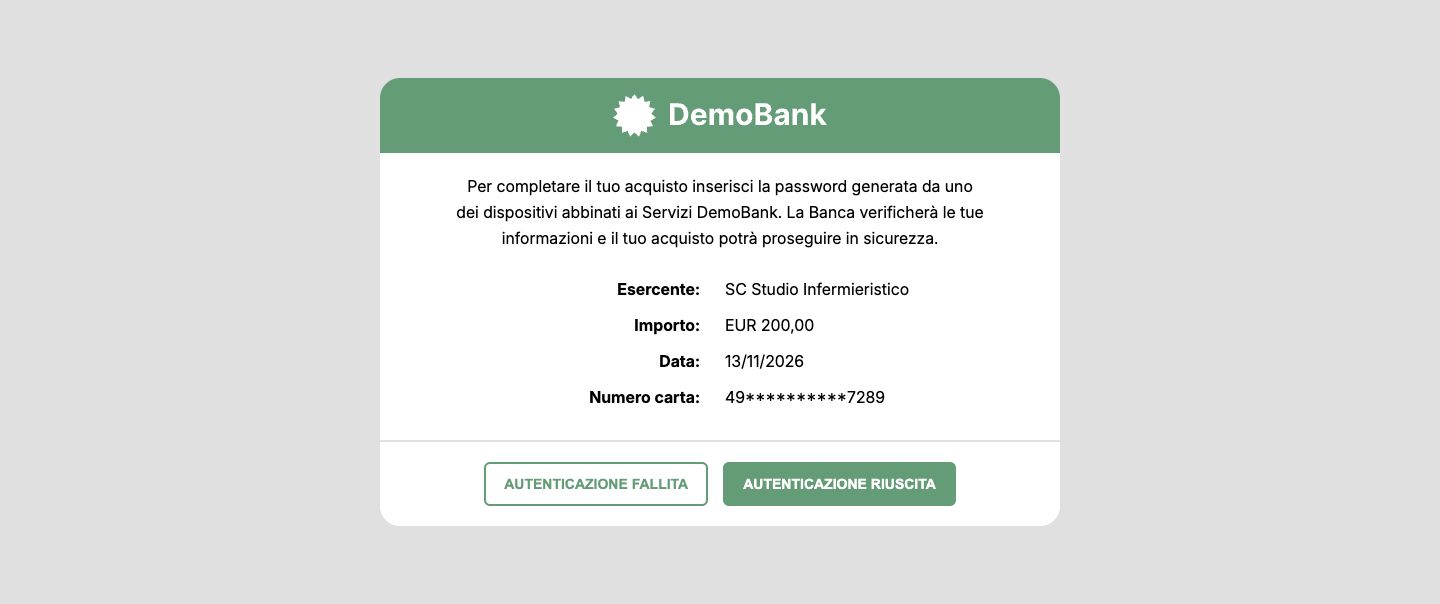 DemoBank
Per completare il tuo acquisto inserisci la password generata da uno
dei dispositivi abbinati ai Servizi DemoBank. La Banca verificherà le tue
informazioni e il tuo acquisto potrà proseguire in sicurezza.
Esercente: SC Studio Infermieristico
Importo: EUR 200,00
Data: 13/11/2026
Numero carta: 49**********7289
AUTENTICAZIONE FALLITA AUTENTICAZIONE RIUSCITA